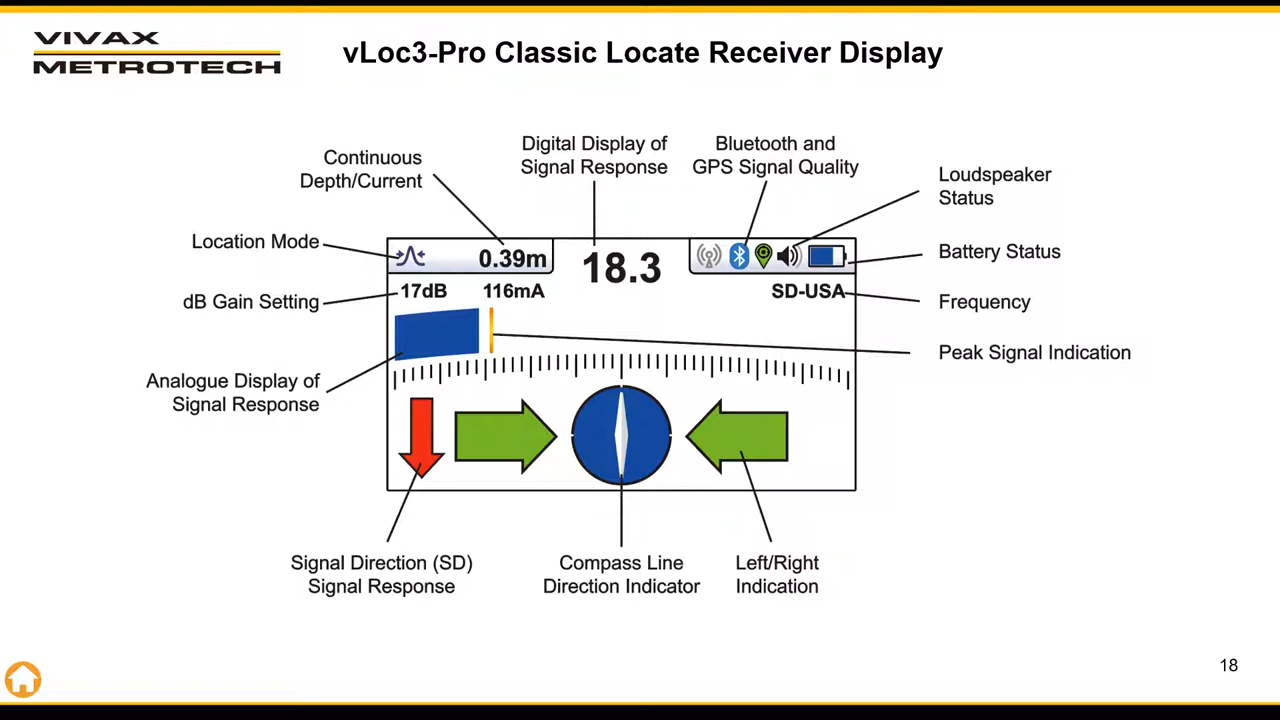 VIVAX
METROTECH
vLoc3-Pro Classic Locate Receiver Display
Continuous
Depth/Current
Digital Display of
Signal Response
Bluetooth and
GPS Signal Quality
Loudspeaker
Status
Location Mode
Battery Status
dB Gain Setting
Frequency
0.39m
18.3
17dB
116mA
SD-USA
Peak Signal Indication
Analogue Display of
Signal Response
Signal Direction (SD)
Signal Response
Compass Line
Direction Indicator
Left/Right
Indication
18